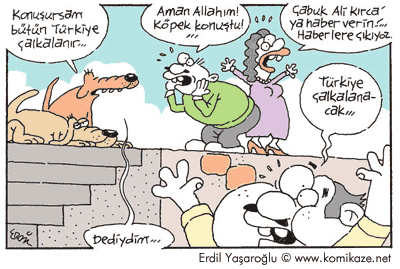 Konuşursam
bütün Türkiye
çalkalanır...
Aman Allahım!
Köpek konuştu!
Çabuk Ali Kırca'
ya haber verin!..
Haberlere çıkıyoz.
Türkiye
çalkalana-
cak...
Dediydim...
Erdil Yaşaroğlu © www.komikaze.net